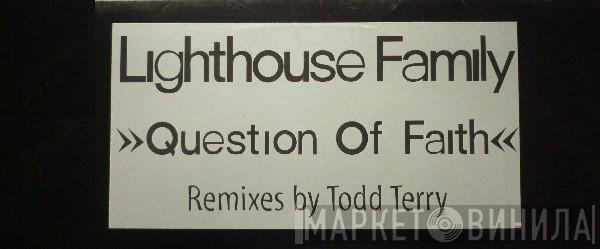 Lighthouse Family
»Question Of Faith«
Remixes by Todd Terry
МАРКЕТ ВИНИЛА